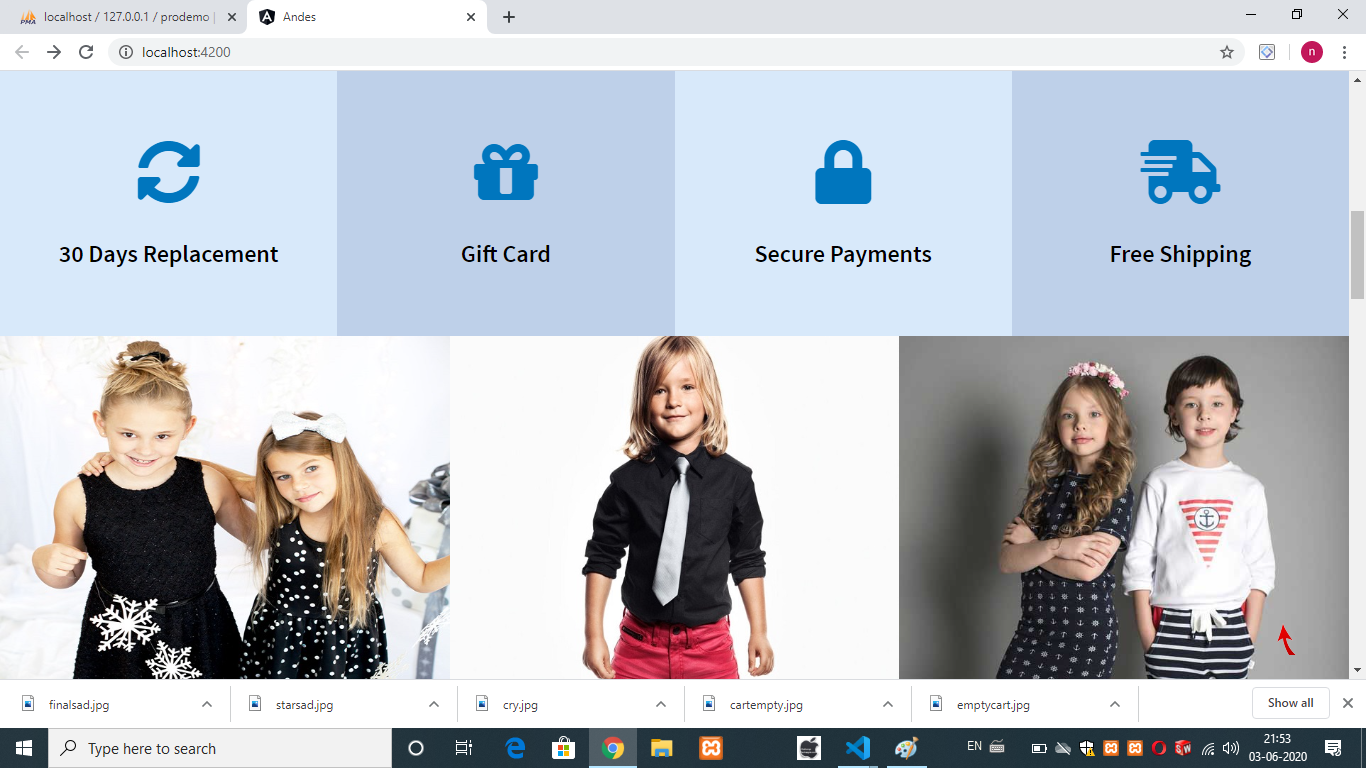 localhost / 127.0.0.1 / prodemo |
Andes
localhost:4200
n
30 Days Replacement
Gift Card
Secure Payments
Free Shipping
finalsad.jpg
starsad.jpg
cry.jpg
cartempty.jpg
emptycart.jpg
Show all
Type here to search
EN
21:53
03-06-2020